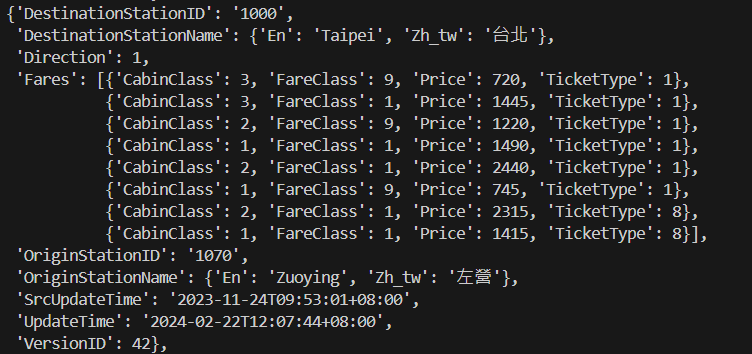 {'DestinationStationID': '1000',
'DestinationStationName': {'En': 'Taipei', 'Zh_tw': '台北'},
'Direction': 1,
'Fares': [{'CabinClass': 3, 'FareClass': 9, 'Price': 720, 'TicketType': 1},
{'CabinClass': 3, 'FareClass': 1, 'Price': 1445, 'TicketType': 1},
{'CabinClass': 2, 'FareClass': 9, 'Price': 1220, 'TicketType': 1},
{'CabinClass': 1, 'FareClass': 1, 'Price': 1490, 'TicketType': 1},
{'CabinClass': 2, 'FareClass': 1, 'Price': 2440, 'TicketType': 1},
{'CabinClass': 1, 'FareClass': 9, 'Price': 745, 'TicketType': 1},
{'CabinClass': 2, 'FareClass': 1, 'Price': 2315, 'TicketType': 8},
{'CabinClass': 1, 'FareClass': 1, 'Price': 1415, 'TicketType': 8}],
'OriginStationID': '1070',
'OriginStationName': {'En': 'Zuoying', 'Zh_tw': '左營'},
'SrcUpdateTime': '2023-11-24T09:53:01+08:00',
'UpdateTime': '2024-02-22T12:07:44+08:00',
'VersionID': 42},